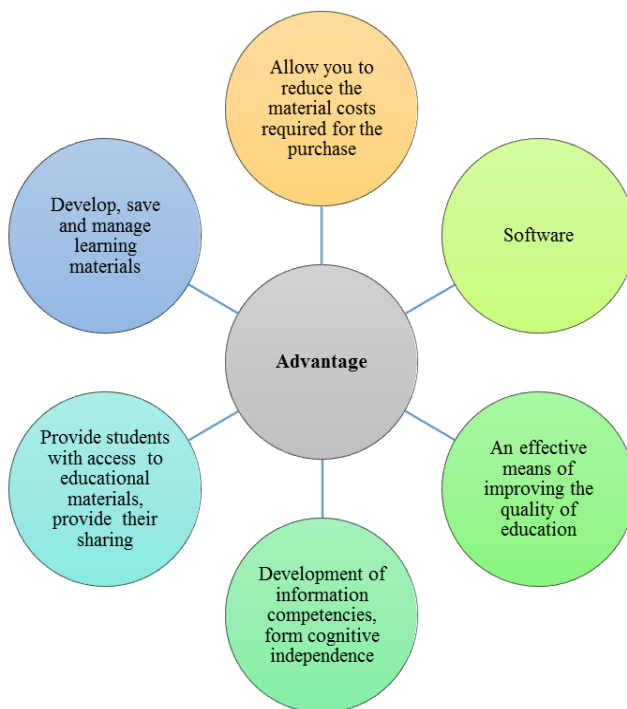 Allow you to
reduce the
material costs
required for the
purchase
Software
An effective
means of
improving the
quality of
education
Development of
information
competencies,
form cognitive
independence
Provide students
with access to
educational
materials,
provide their
sharing
Develop, save
and manage
learning
materials
Advantage